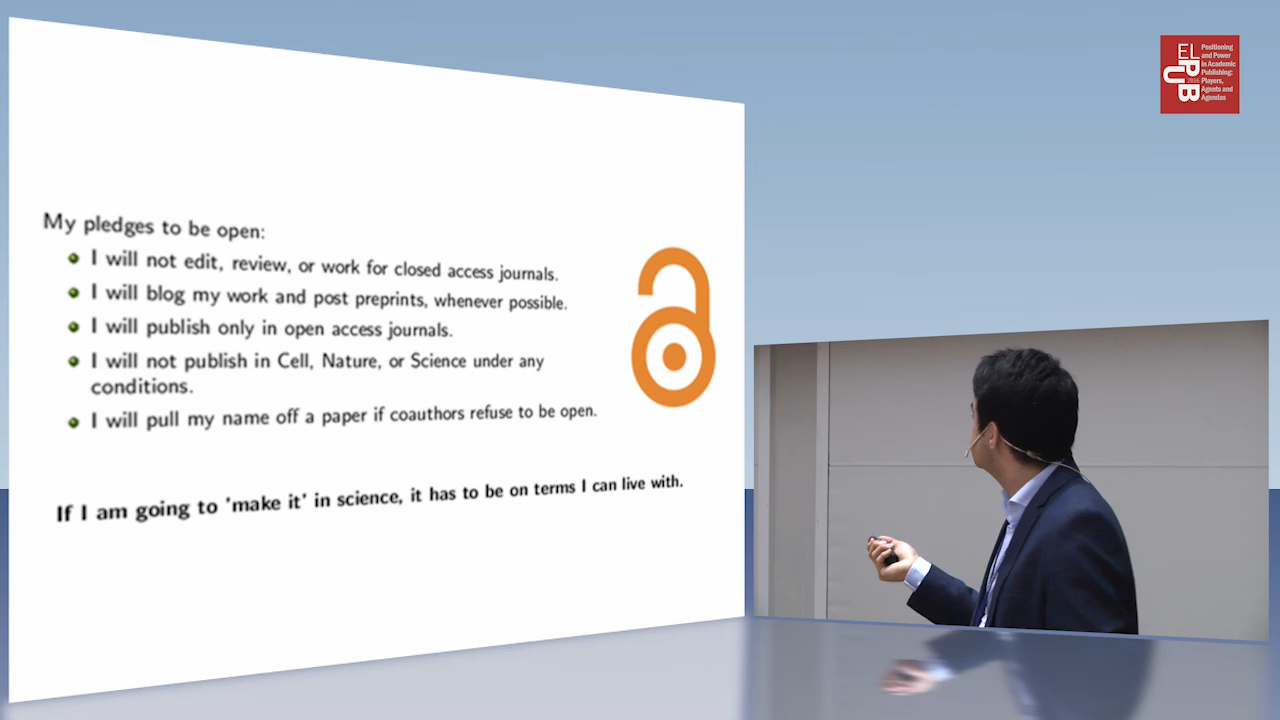 My pledges to be open:
I will not edit, review, or work for closed access journals.
I will blog my work and post preprints, whenever possible.
I will publish only in open access journals.
I will not publish in Cell, Nature, or Science under any
conditions.
I will pull my name off a paper if coauthors refuse to be open.
If I am going to 'make it' in science, it has to be on terms I can live with.
EL
PUB
2016
Positioning
and Power
in Academic
Publishing:
Players,
Agents and
Agendas